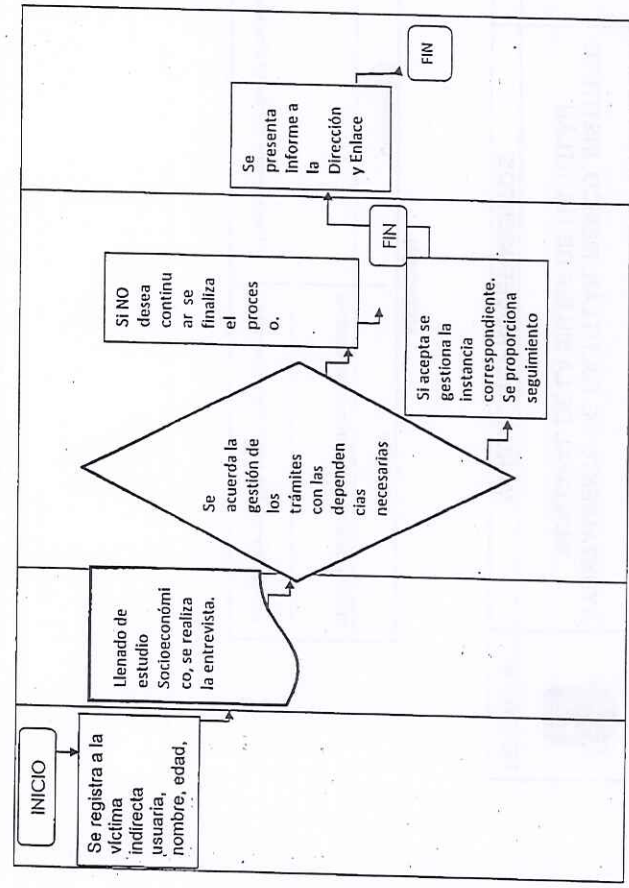 INICIO
Se registra a la
víctima
indirecta
usuaria,
nombre, edad,
Llenado de
estudio
Socioeconómi
co, se realiza
la entrevista.
Se
acuerda la
gestión de
los
trámites
con las
dependen
cias
necesarias
Si NO
desea
continu
ar se
finaliza
el
proces
o.
FIN
Si acepta se
gestiona la
instancia
correspondiente.
Se proporciona
seguimiento
Se
presenta
informe a
la
Dirección
y Enlace
FIN